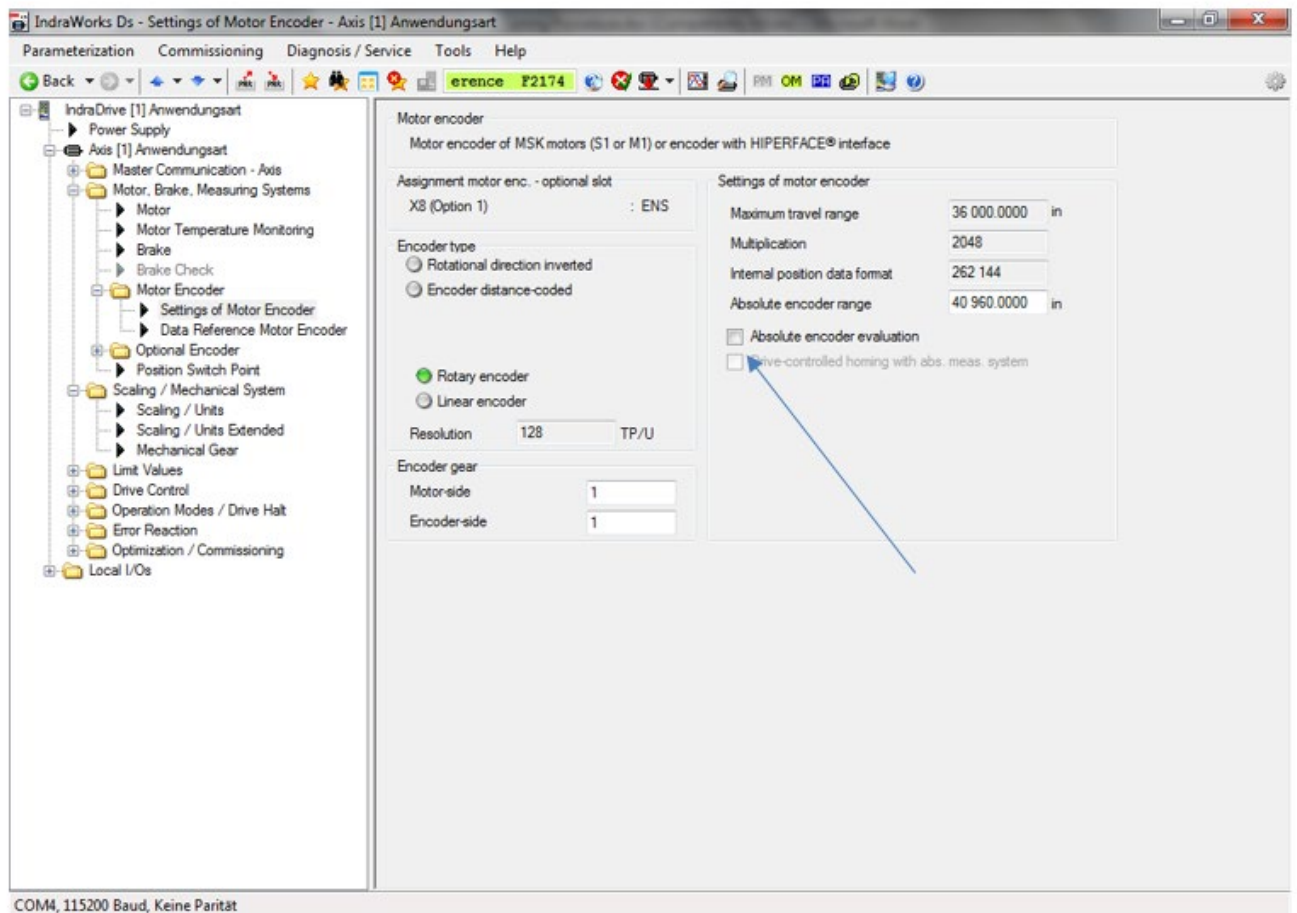 IndraWorks Ds - Settings of Motor Encoder - Axis [1] Anwendungsart
Parameterization Commissioning Diagnosis / Service Tools Help
Back erence F2174 PM OM
IndraDrive [1] Anwendungsart
Power Supply
Axis [1] Anwendungsart
Master Communication - Axis
Motor, Brake, Measuring Systems
Motor
Motor Temperature Monitoring
Brake
Brake Check
Motor Encoder
Settings of Motor Encoder
Data Reference Motor Encoder
Optional Encoder
Position Switch Point
Scaling / Mechanical System
Scaling / Units
Scaling / Units Extended
Mechanical Gear
Limit Values
Drive Control
Operation Modes / Drive Halt
Error Reaction
Optimization / Commissioning
Local I/Os
Motor encoder
Motor encoder of MSK motors (S1 or M1) or encoder with HIPERFACE® interface
Assignment motor enc. - optional slot
X8 (Option 1) : ENS
Encoder type
Rotational direction inverted
Encoder distance-coded
Rotary encoder
Linear encoder
Resolution 128 TP/U
Encoder gear
Motor-side 1
Encoder-side 1
Settings of motor encoder
Maximum travel range 36 000.0000 in
Multiplication 2048
Internal position data format 262 144
Absolute encoder range 40 960.0000 in
Absolute encoder evaluation
Drive-controlled homing with abs. meas. system
COM4, 115200 Baud, Keine Parität